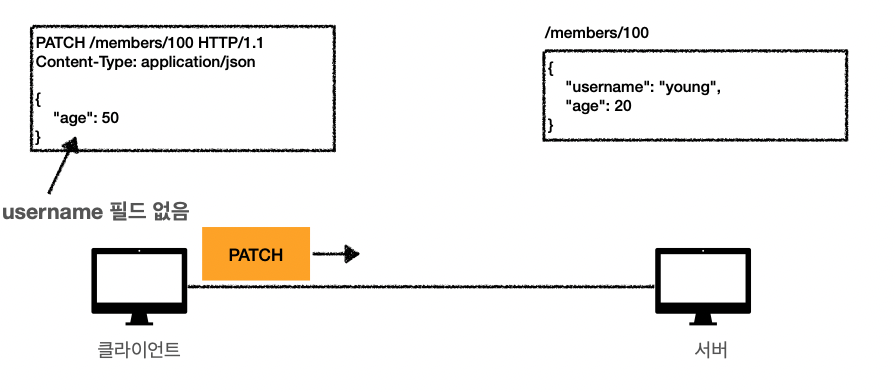 PATCH /members/100 HTTP/1.1
Content-Type: application/json
{
"age": 50
}
username 필드 없음
/members/100
{
"username": "young",
"age": 20
}
PATCH
클라이언트
서버